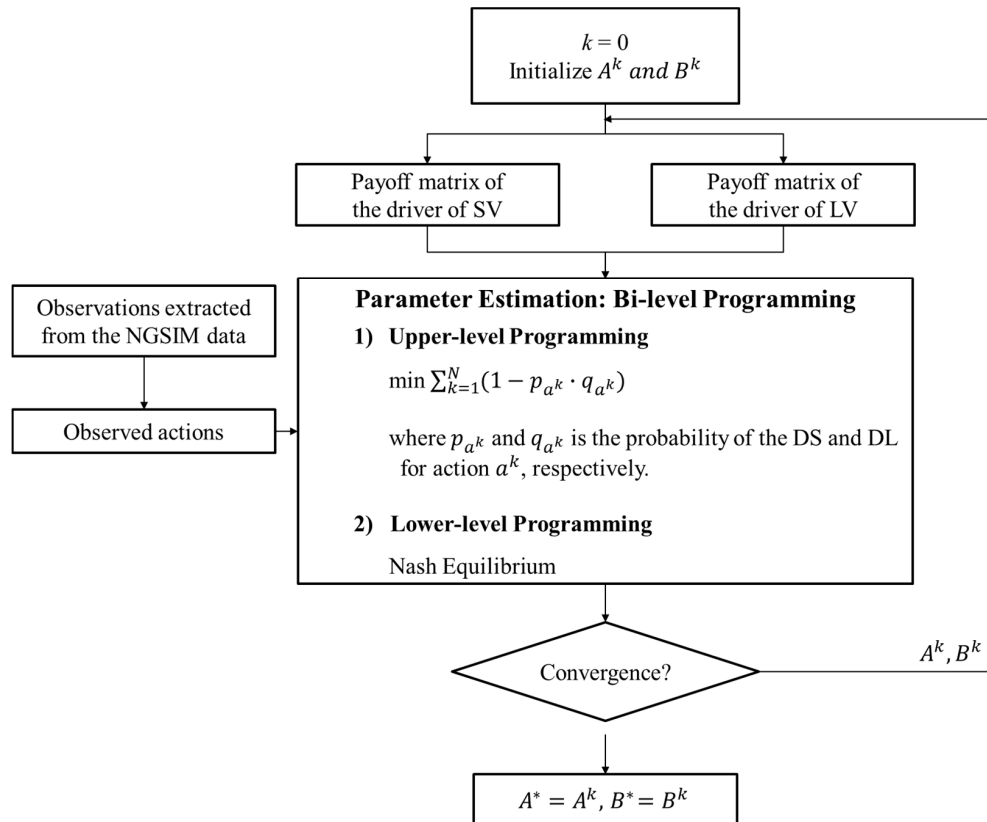 k = 0
Initialize A^k and B^k
Payoff matrix of
the driver of SV
Payoff matrix of
the driver of LV
Observations extracted
from the NGSIM data
Observed actions
Parameter Estimation: Bi-level Programming
1) Upper-level Programming
min ∑_{k=1}^{N}(1 − p_{a^k} · q_{a^k})
where p_{a^k} and q_{a^k} is the probability of the DS and DL
for action a^k, respectively.
2) Lower-level Programming
Nash Equilibrium
Convergence?
A^k, B^k
A^* = A^k, B^* = B^k